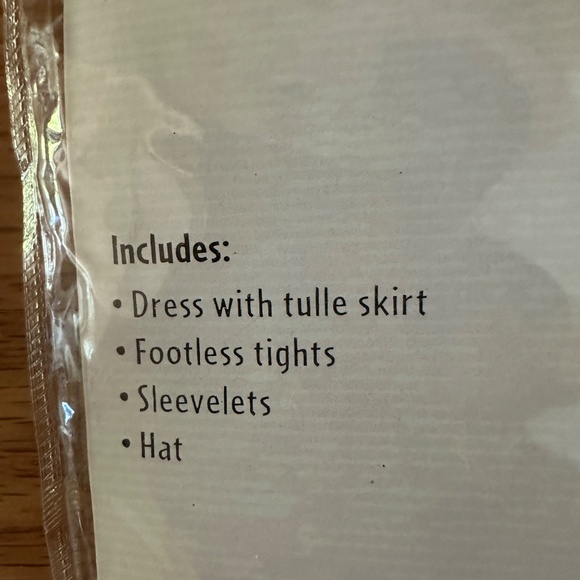 Includes:
• Dress with tulle skirt
• Footless tights
• Sleevelets
• Hat